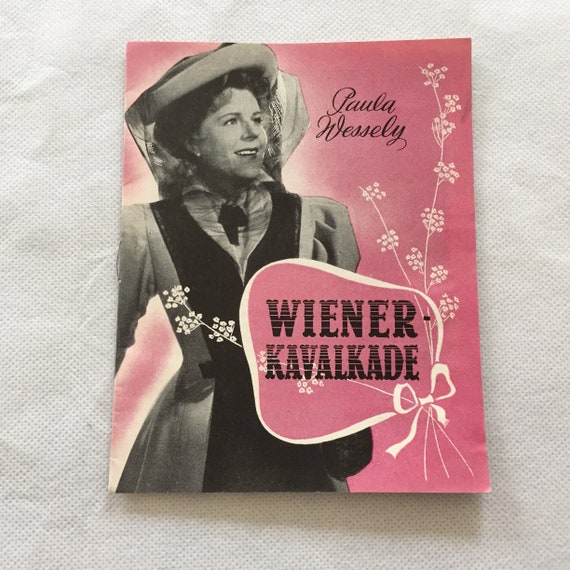 Paula
Wessely
WIENER-
KAVALKADE